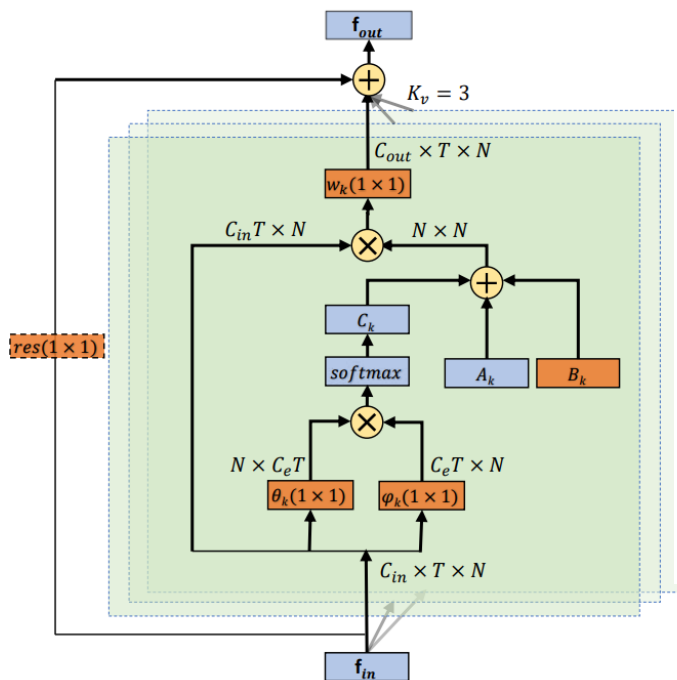 f_out
K_v = 3
C_out × T × N
w_k(1 × 1)
C_in T × N
N × N
C_k
res(1 × 1)
softmax
A_k
B_k
N × C_e T
C_e T × N
θ_k(1 × 1)
φ_k(1 × 1)
C_in × T × N
f_in